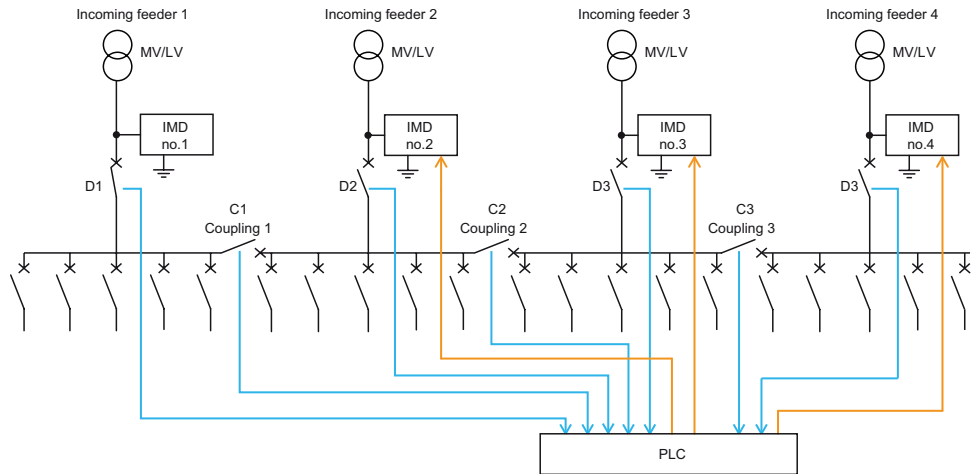 Incoming feeder 1
Incoming feeder 2
Incoming feeder 3
Incoming feeder 4
MV/LV
MV/LV
MV/LV
MV/LV
IMD
no.1
IMD
no.2
IMD
no.3
IMD
no.4
D1
D2
D3
D3
C1
Coupling 1
C2
Coupling 2
C3
Coupling 3
PLC